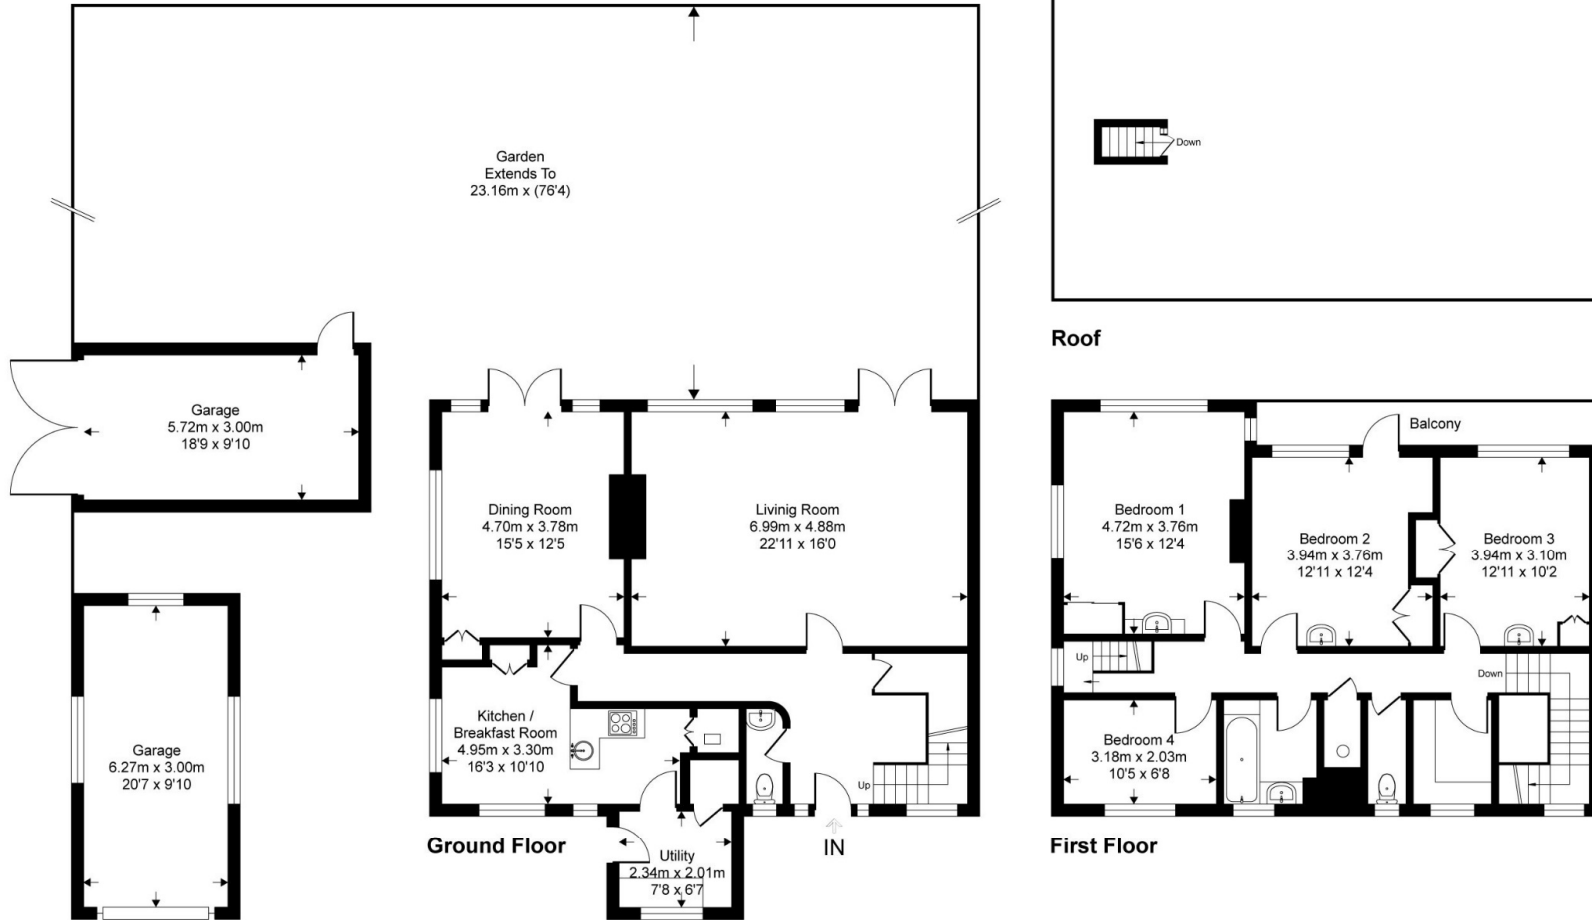 Garden
Extends To
23.16m x (76'4)
Down
Roof
Garage
5.72m x 3.00m
18'9 x 9'10
Dining Room
4.70m x 3.78m
15'5 x 12'5
Livinig Room
6.99m x 4.88m
22'11 x 16'0
Kitchen /
Breakfast Room
4.95m x 3.30m
16'3 x 10'10
Garage
6.27m x 3.00m
20'7 x 9'10
Up
Ground Floor
IN
Utility
2.34m x 2.01m
7'8 x 6'7
Balcony
Bedroom 1
4.72m x 3.76m
15'6 x 12'4
Bedroom 2
3.94m x 3.76m
12'11 x 12'4
Bedroom 3
3.94m x 3.10m
12'11 x 10'2
Up
Down
Bedroom 4
3.18m x 2.03m
10'5 x 6'8
First Floor